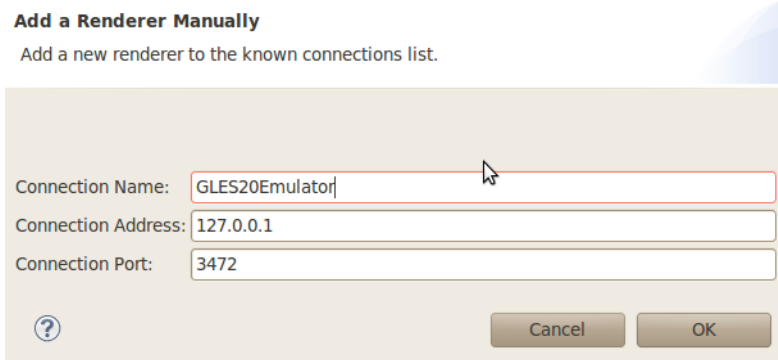 Add a Renderer Manually
Add a new renderer to the known connections list.
Connection Name: GLES20Emulator
Connection Address: 127.0.0.1
Connection Port: 3472
? Cancel OK